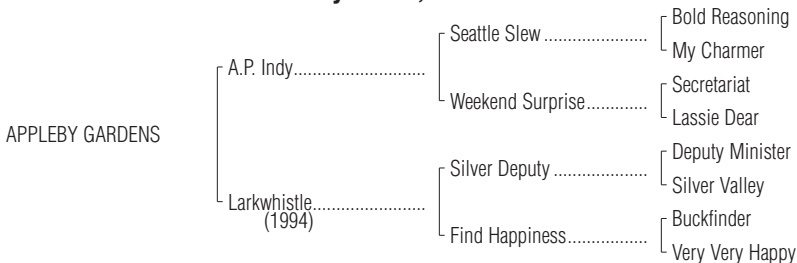 Bold Reasoning
Seattle Slew ......................
My Charmer
A.P. Indy............................
Secretariat
Weekend Surprise.............
Lassie Dear
APPLEBY GARDENS
Deputy Minister
Silver Deputy ....................
Silver Valley
Larkwhistle........................
(1994)
Buckfinder
Find Happiness.................
Very Very Happy